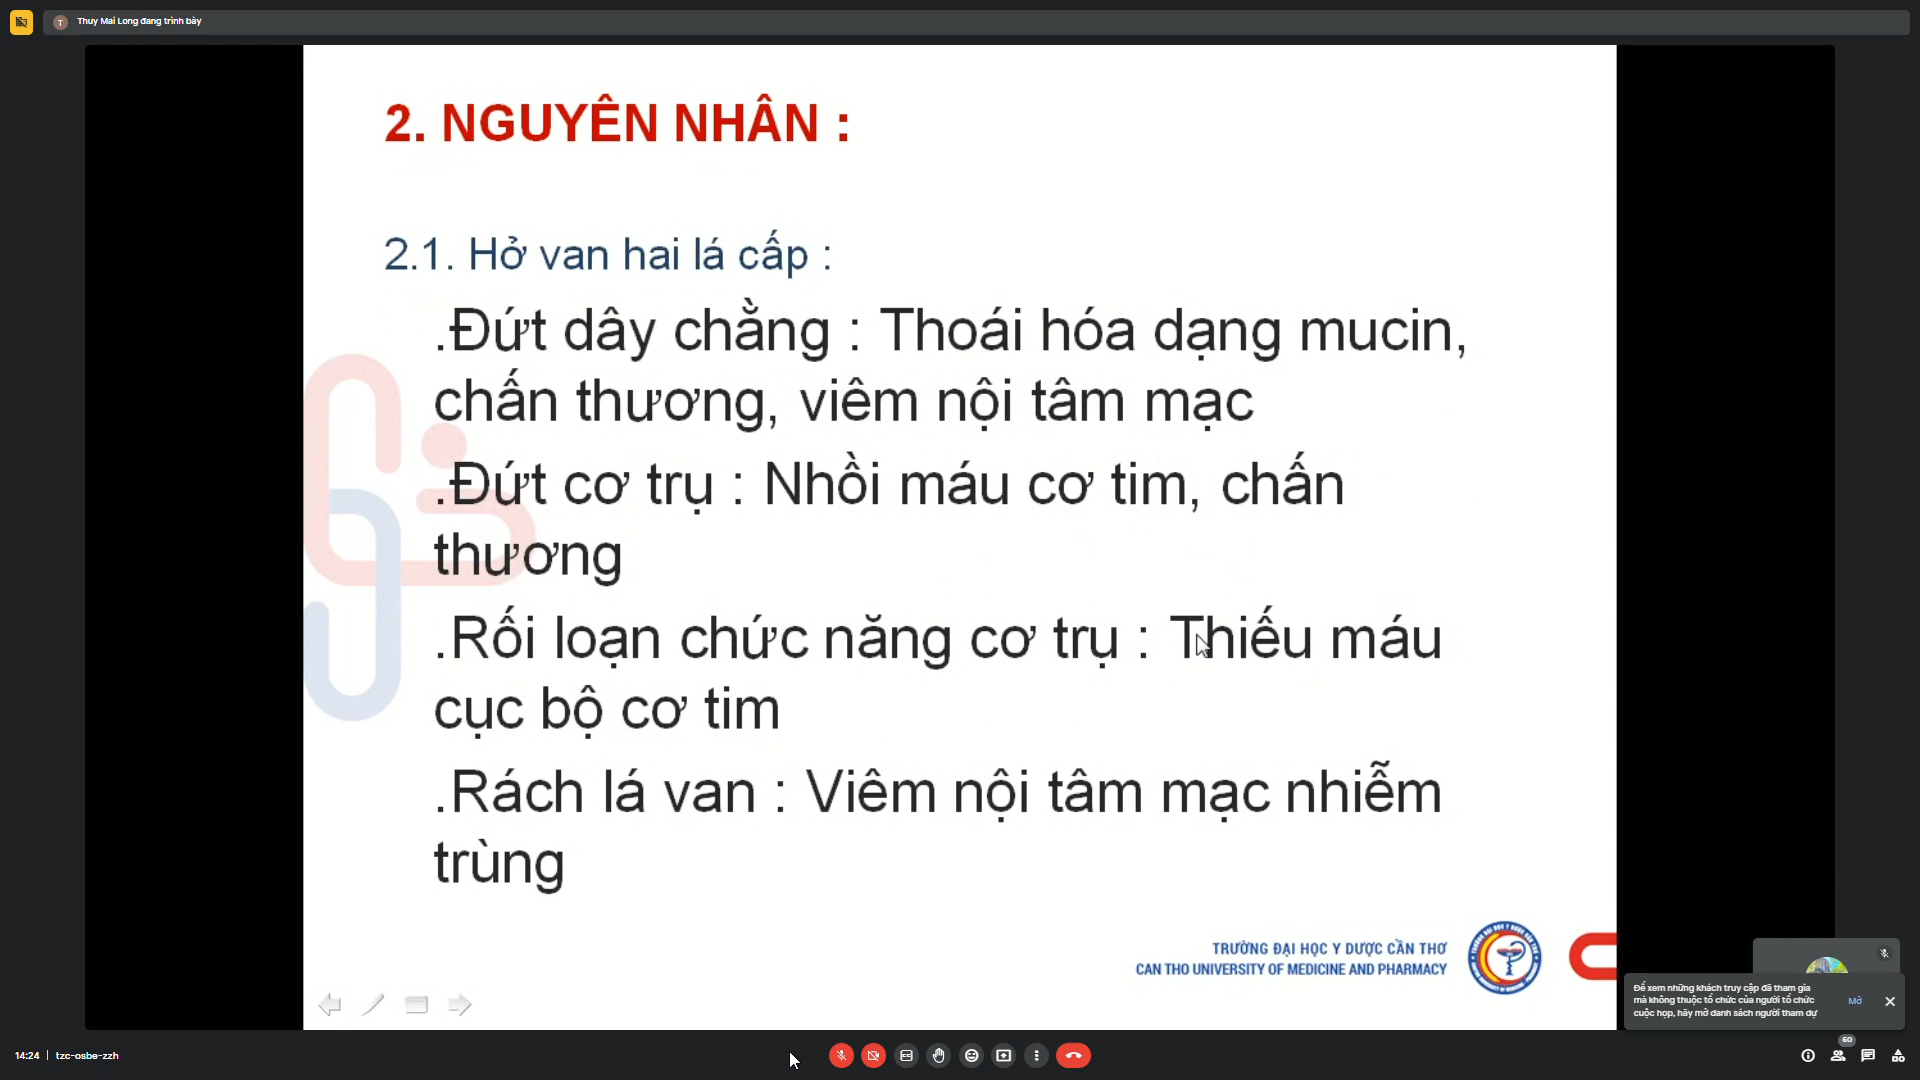 T
Thuy Mai Long đang trình bày
2. NGUYÊN NHÂN :
2.1. Hở van hai lá cấp :
.Đứt dây chằng : Thoái hóa dạng mucin,
chấn thương, viêm nội tâm mạc
.Đứt cơ trụ : Nhồi máu cơ tim, chấn
thương
.Rối loạn chức năng cơ trụ : Thiếu máu
cục bộ cơ tim
.Rách lá van : Viêm nội tâm mạc nhiễm
trùng
TRƯỜNG ĐẠI HỌC Y DƯỢC CẦN THƠ
CAN THO UNIVERSITY OF MEDICINE AND PHARMACY
Để xem những khách truy cập đã tham gia
mà không thuộc tổ chức của người tổ chức
cuộc họp, hãy mở danh sách người tham dự
Mở
14:24 | tzc-osbe-zzh
60